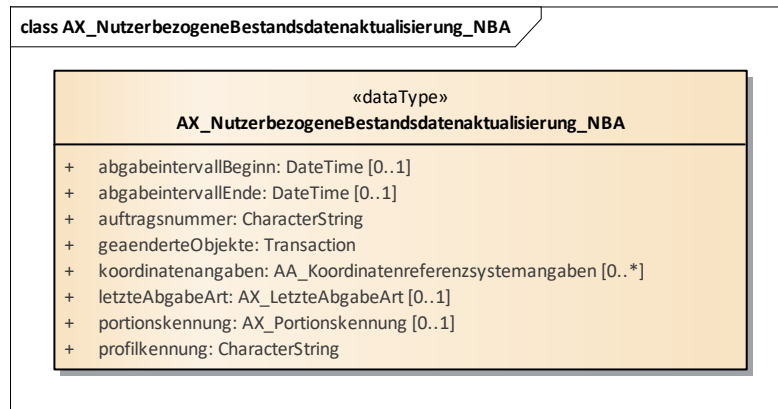 class AX_NutzerbezogeneBestandsdatenaktualisierung_NBA
«dataType»
AX_NutzerbezogeneBestandsdatenaktualisierung_NBA
+ abgabeintervallBeginn: DateTime [0..1]
+ abgabeintervallEnde: DateTime [0..1]
+ auftragsnummer: CharacterString
+ geaenderteObjekte: Transaction
+ koordinatenangaben: AA_Koordinatenreferenzsystemangaben [0..*]
+ letzteAbgabeArt: AX_LetzteAbgabeArt [0..1]
+ portionskennung: AX_Portionskennung [0..1]
+ profilkennung: CharacterString